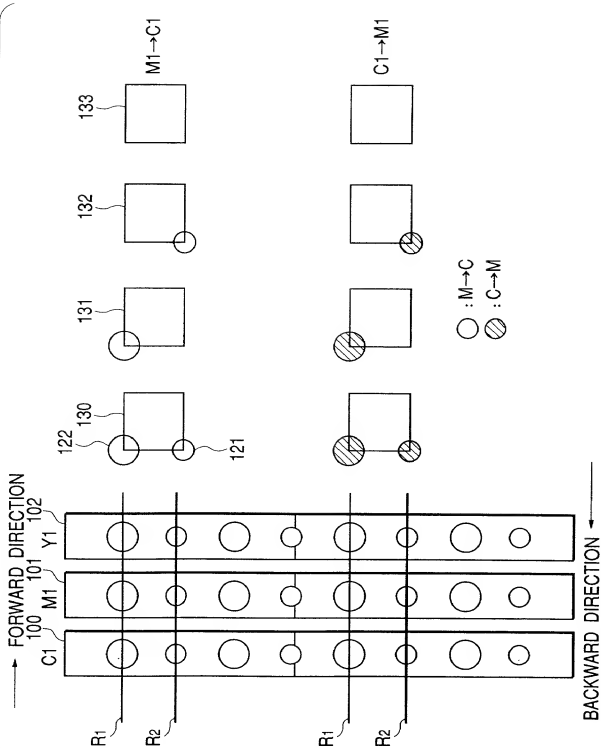 → FORWARD DIRECTION
C1
100
M1
101
Y1
102
R1
R2
R1
R2
BACKWARD DIRECTION
122
130
121
131
132
133
M1→C1
C1→M1
: M→C
: C→M